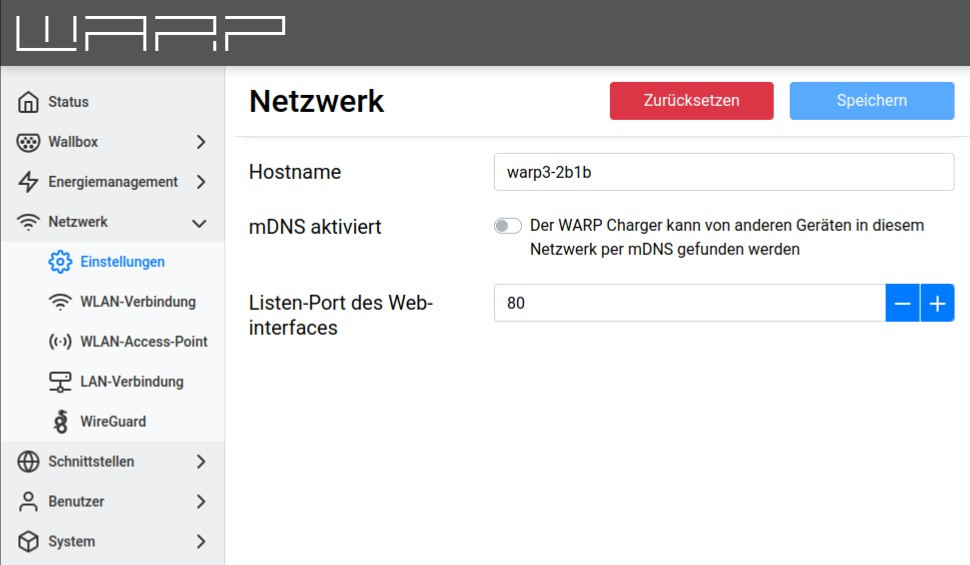 WARP
Status
Wallbox
Energiemanagement
Netzwerk
Einstellungen
WLAN-Verbindung
WLAN-Access-Point
LAN-Verbindung
WireGuard
Schnittstellen
Benutzer
System
Netzwerk
Zurücksetzen
Speichern
Hostname
warp3-2b1b
mDNS aktiviert
Der WARP Charger kann von anderen Geräten in diesem
Netzwerk per mDNS gefunden werden
Listen-Port des Web-
interfaces
80